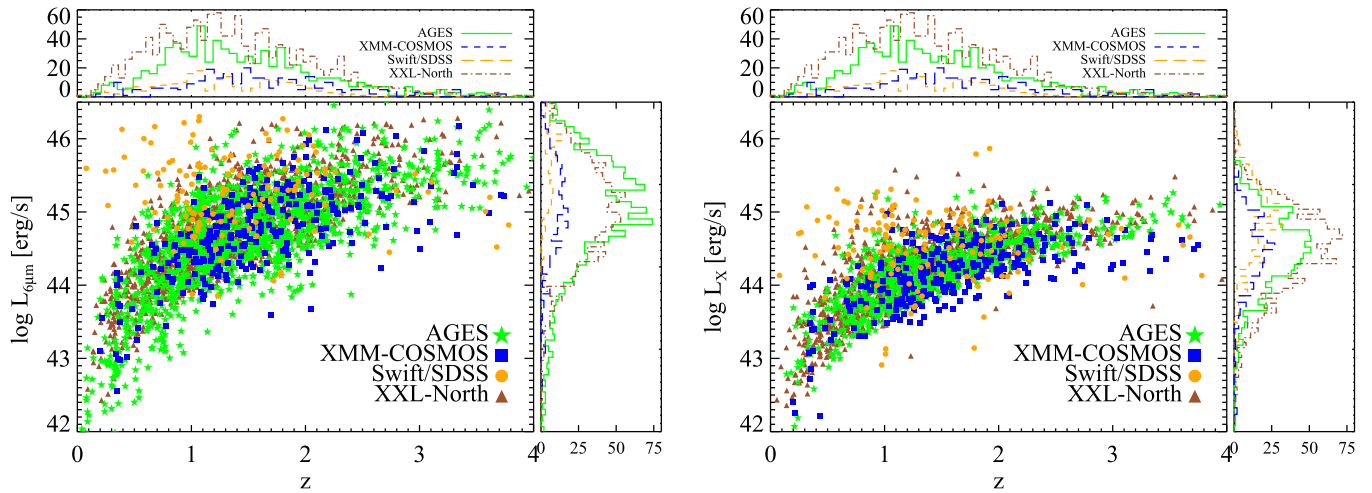 60
40
20
0
AGES
XMM-COSMOS
Swift/SDSS
XXL-North
46
45
44
43
42
log L6μm [erg/s]
AGES
XMM-COSMOS
Swift/SDSS
XXL-North
0 1 2 3 4
z
0 25 50 75
60
40
20
0
AGES
XMM-COSMOS
Swift/SDSS
XXL-North
46
45
44
43
42
log LX [erg/s]
AGES
XMM-COSMOS
Swift/SDSS
XXL-North
0 1 2 3 4
z
0 25 50 75